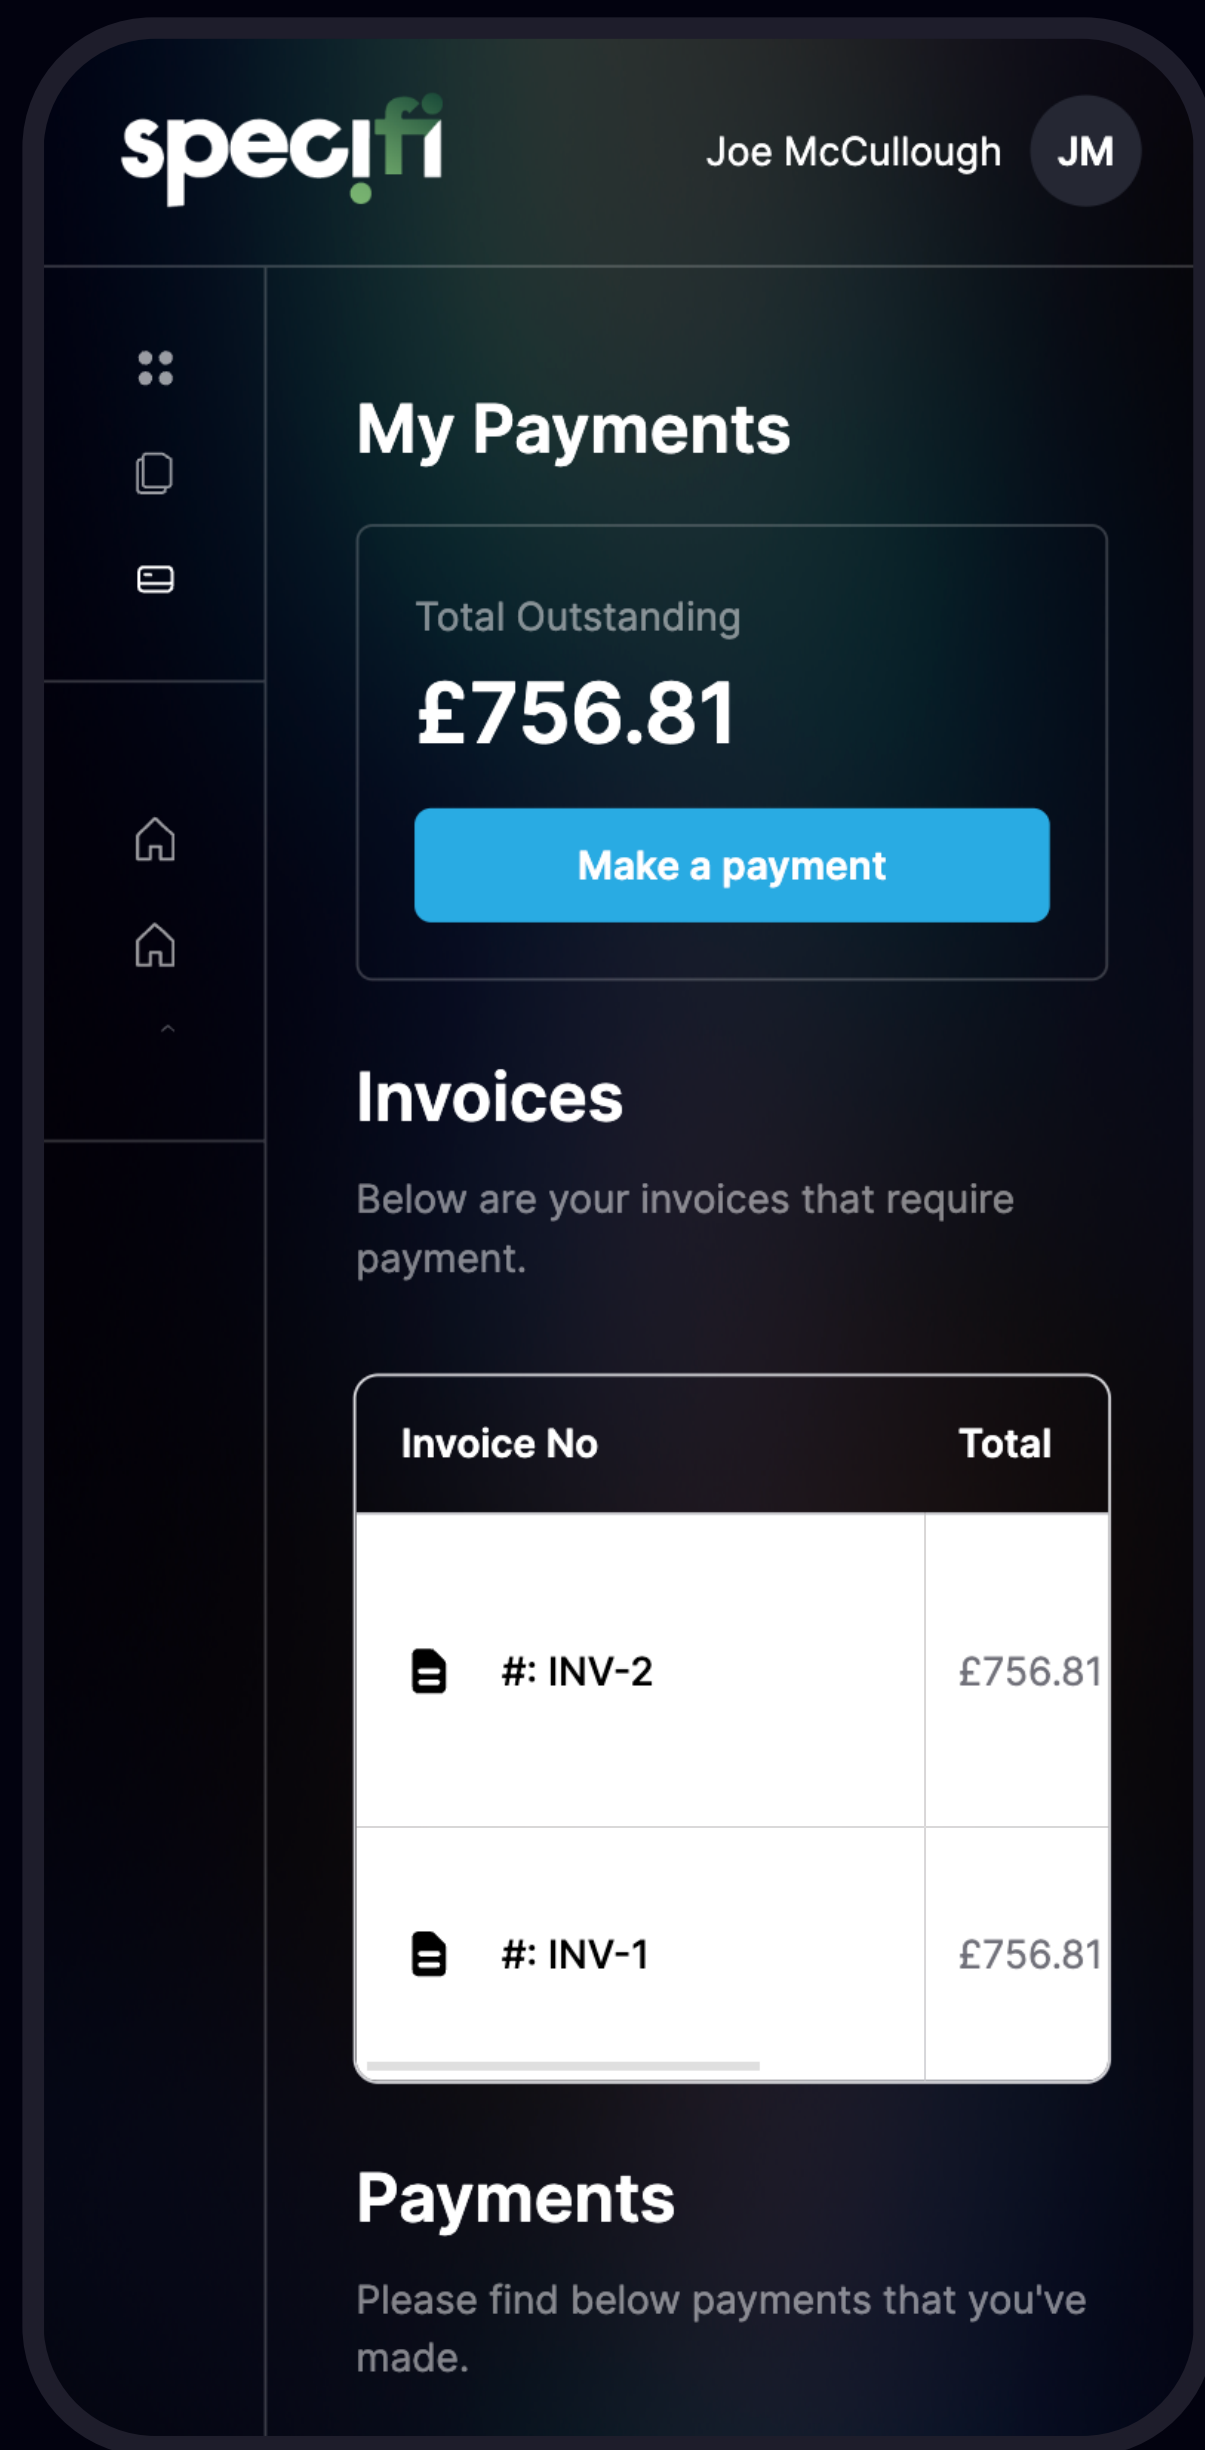 specifi
Joe McCullough
JM
My Payments
Total Outstanding
£756.81
Make a payment
Invoices
Below are your invoices that require
payment.
Invoice No Total
#: INV-2 £756.81
#: INV-1 £756.81
Payments
Please find below payments that you've
made.